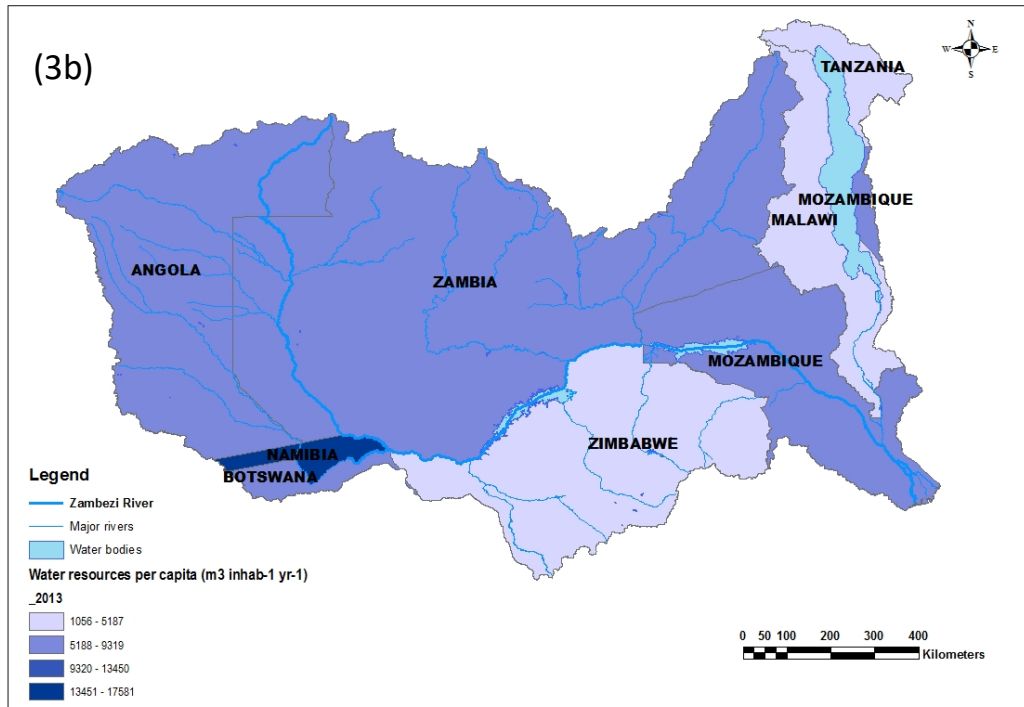 (3b)
N
W E
S
TANZANIA
MOZAMBIQUE
MALAWI
ANGOLA
ZAMBIA
MOZAMBIQUE
ZIMBABWE
NAMIBIA
BOTSWANA
Legend
Zambezi River
Major rivers
Water bodies
Water resources per capita (m3 inhab-1 yr-1)
_2013
1056 - 5187
5188 - 9319
9320 - 13450
13451 - 17581
0 50 100 200 300 400
Kilometers